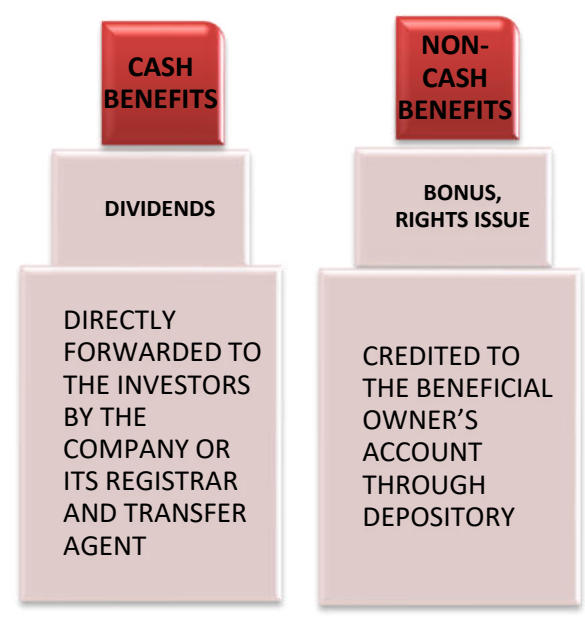 CASH
BENEFITS
DIVIDENDS
DIRECTLY
FORWARDED TO
THE INVESTORS
BY THE
COMPANY OR
ITS REGISTRAR
AND TRANSFER
AGENT
NON-
CASH
BENEFITS
BONUS,
RIGHTS ISSUE
CREDITED TO
THE BENEFICIAL
OWNER’S
ACCOUNT
THROUGH
DEPOSITORY